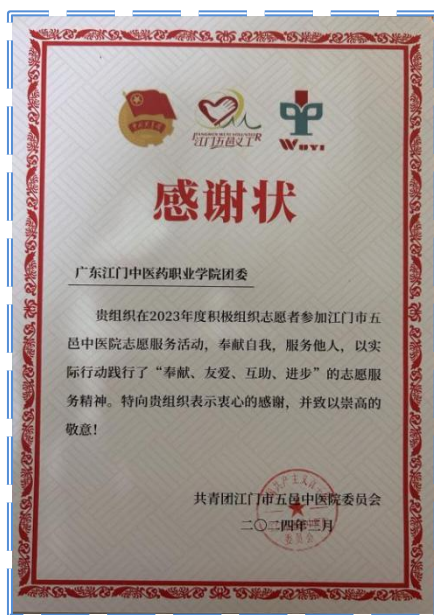 江门五邑义工
WUYI
感谢状
广东江门中医药职业学院团委
贵组织在2023年度积极组织志愿者参加江门市五
邑中医院志愿服务活动，奉献自我，服务他人，以实
际行动践行了“奉献、友爱、互助、进步”的志愿服
务精神。特向贵组织表示衷心的感谢，并致以崇高的
敬意！
共青团江门市五邑中医院委员会
二〇二四年三月